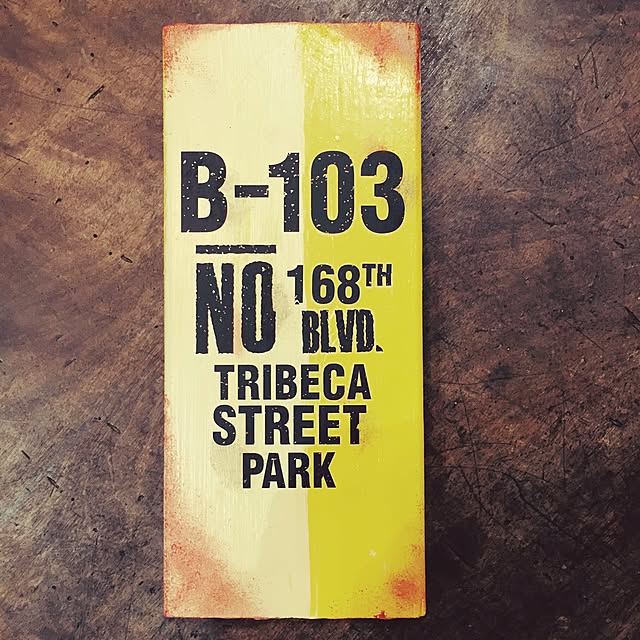 B-103
NO 168TH
BLVD.
TRIBECA
STREET
PARK